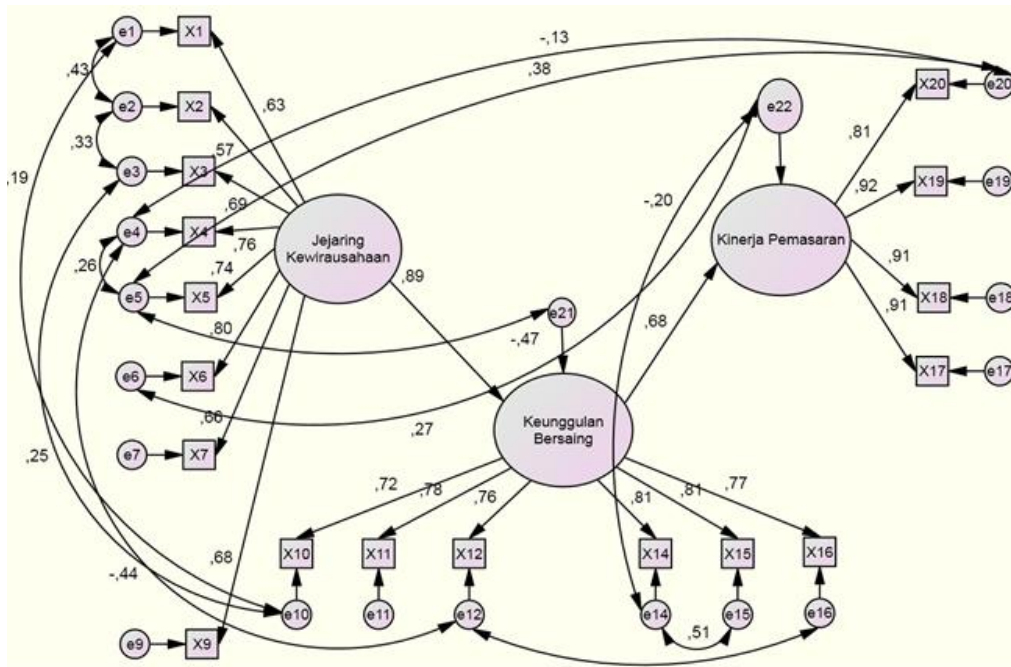 e1
X1
-,13
,38
X20
e20
,43
e2
X2
,63
e22
,33
,81
e3
X3
,57
X19
e19
,19
,92
,69
-,20
e4
X4
Jejaring
Kewirausahaan
Kinerja Pemasaran
,76
,26
,74
,89
,91
e5
X5
X18
e18
e21
,80
-,47
,68
,91
e6
X6
X17
e17
Keunggulan
Bersaing
,27
,66
e7
X7
,25
,72
,78
,76
,81
,81
,77
X10
X11
X12
X14
X15
X16
,68
-,44
e10
e11
e12
e14
e15
e16
,51
e9
X9